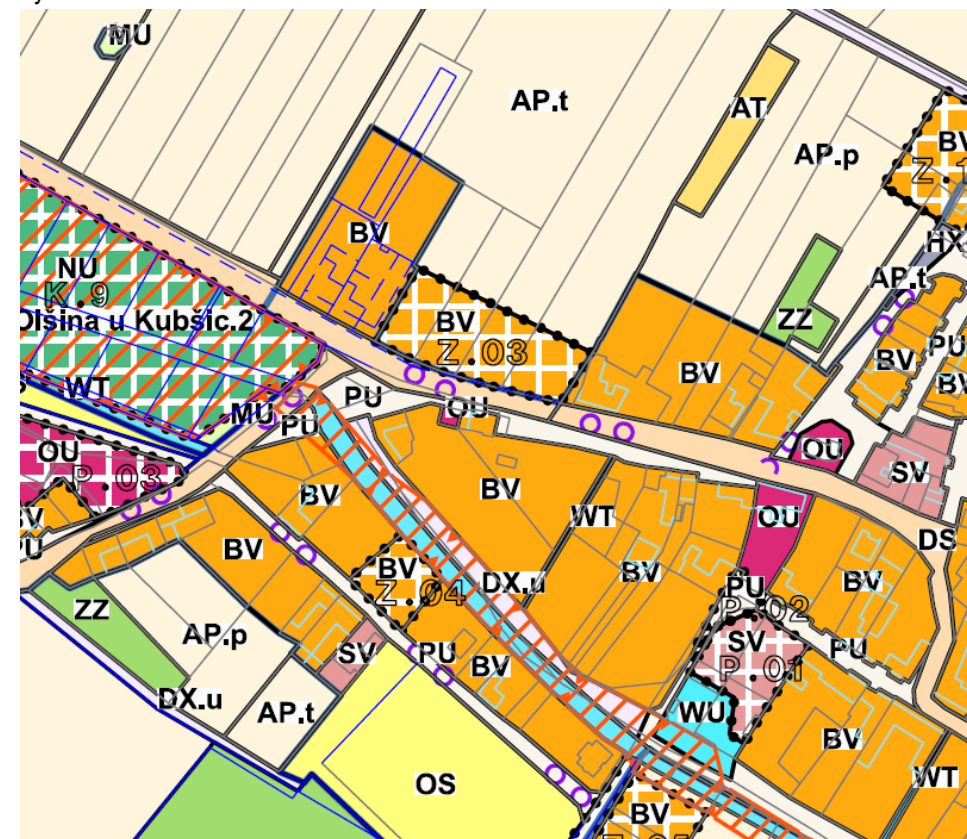 MU
AP.t
AT
AP.p
BV
Z.1
HX
AP.t
BV
NU
K.9
Olšina u Kubšic.2
BV
Z.03
ZZ
BV
PU
BV
BV
WT
MU
PU
PU
OU
OU
SV
OU
P.03
BV
BV
WT
OU
DS
BV
PU
BV
BV
Z.04
DX.u
BV
PU
P.02
BV
ZZ
AP.p
SV
PU
BV
SV
P.01
PU
DX.u
AP.t
WU
BV
OS
WT
BV